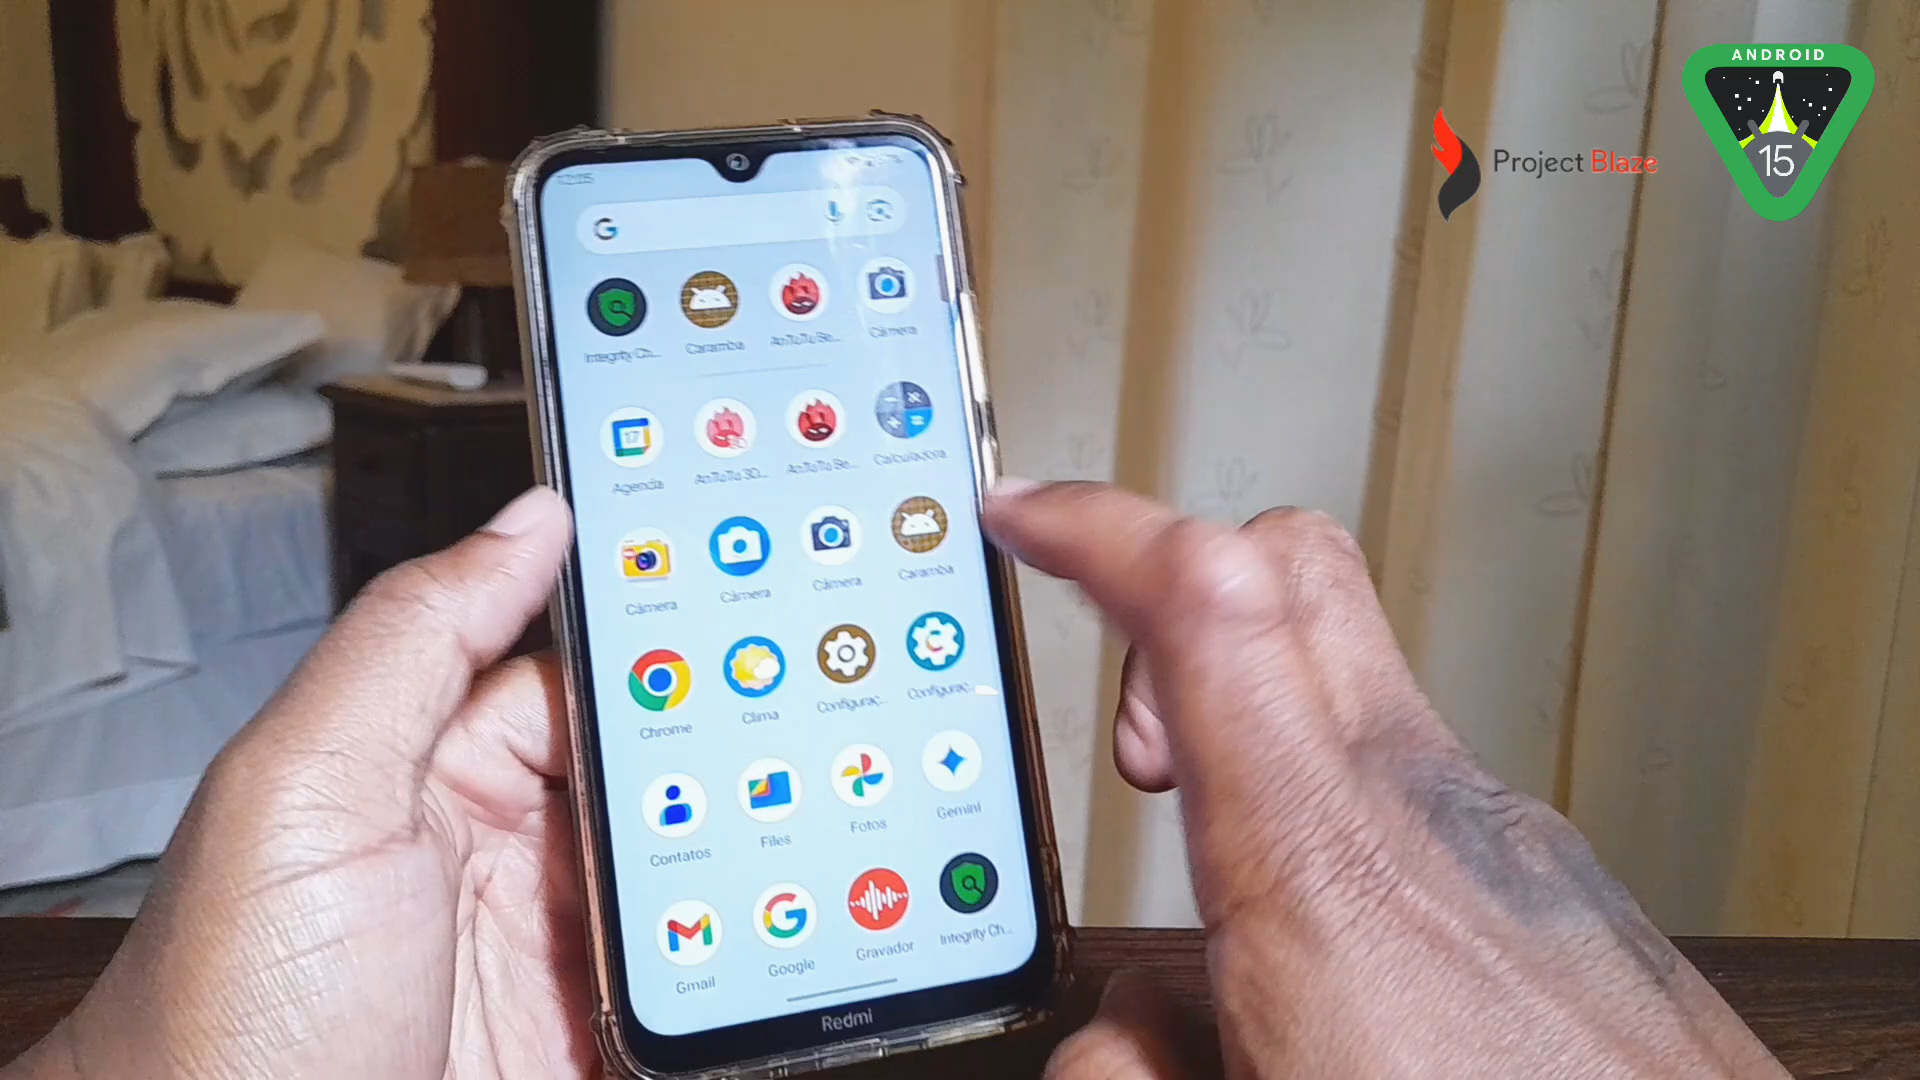 ANDROID
15
Project Blaze
Integrity Ch...
Caramba
AnTuTu Be...
Câmera
Agenda
17
AnTuTu 3D...
AnTuTu Be...
Calculadora
Câmera
Câmera
Câmera
Caramba
Chrome
Clima
Configuraç...
Configuraç...
Contatos
Files
Fotos
Gemini
Gmail
Google
Gravador
Integrity Ch...
Redmi